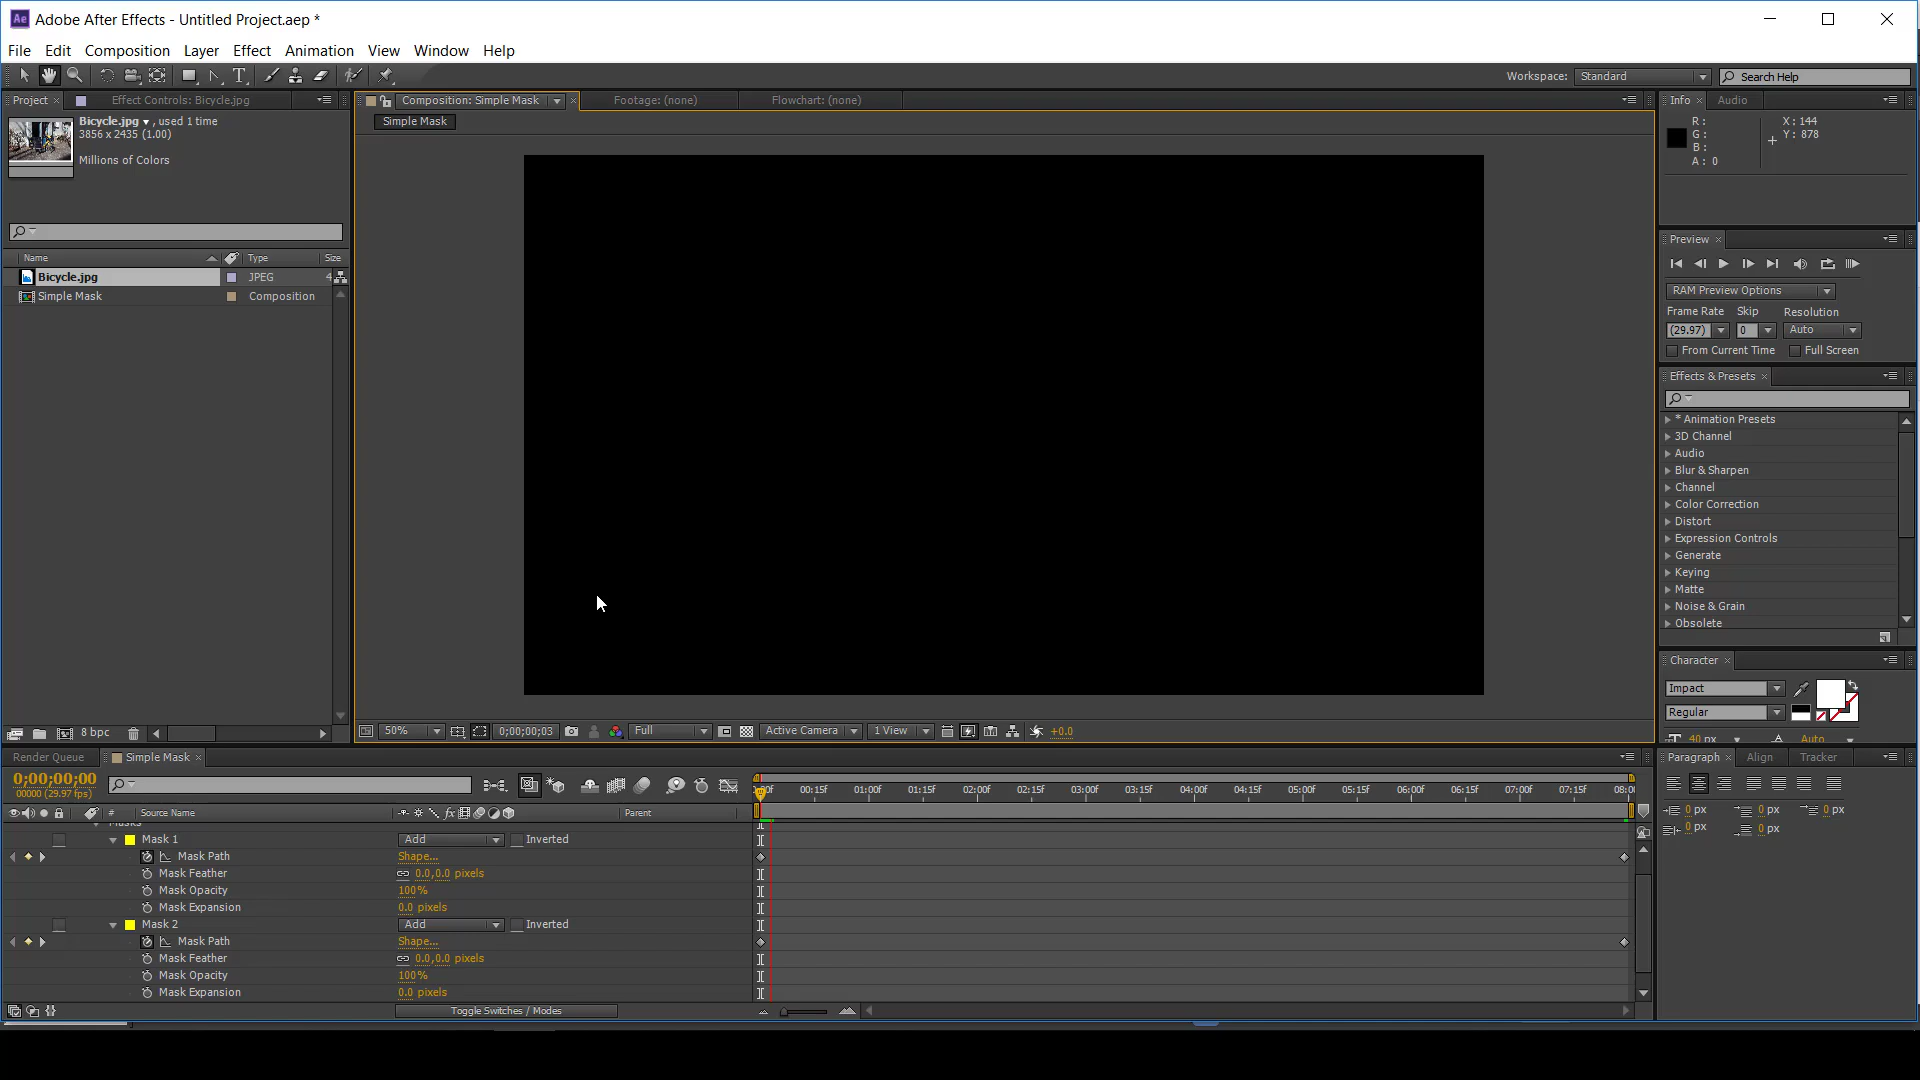 Adobe After Effects - Untitled Project.aep *
File Edit Composition Layer Effect Animation View Window Help
Workspace: Standard Search Help
Project Effect Controls: Bicycle.jpg
Composition: Simple Mask Footage: (none) Flowchart: (none)
Simple Mask
Bicycle.jpg , used 1 time
3856 x 2435 (1.00)
Millions of Colors
Name Type Size
Bicycle.jpg JPEG 4
Simple Mask Composition
8 bpc
50% 0;00;00;03 Full Active Camera 1 View +0.0
Info Audio
R : X : 144
G : Y : 878
B :
A : 0
Preview
RAM Preview Options
Frame Rate Skip Resolution
(29.97) 0 Auto
From Current Time Full Screen
Effects & Presets
* Animation Presets
3D Channel
Audio
Blur & Sharpen
Channel
Color Correction
Distort
Expression Controls
Generate
Keying
Matte
Noise & Grain
Obsolete
Character
Impact
Regular
40 px Auto
Render Queue Simple Mask
0;00;00;00
00000 (29.97 fps)
00:15f 01:00f 01:15f 02:00f 02:15f 03:00f 03:15f 04:00f 04:15f 05:00f 05:15f 06:00f 06:15f 07:00f 07:15f 08:00
# Source Name fx Parent
Masks
Mask 1 Add Inverted
Mask Path Shape...
Mask Feather 0.0,0.0 pixels
Mask Opacity 100%
Mask Expansion 0.0 pixels
Mask 2 Add Inverted
Mask Path Shape...
Mask Feather 0.0,0.0 pixels
Mask Opacity 100%
Mask Expansion 0.0 pixels
Toggle Switches / Modes
Paragraph Align Tracker
0 px 0 px 0 px
0 px 0 px